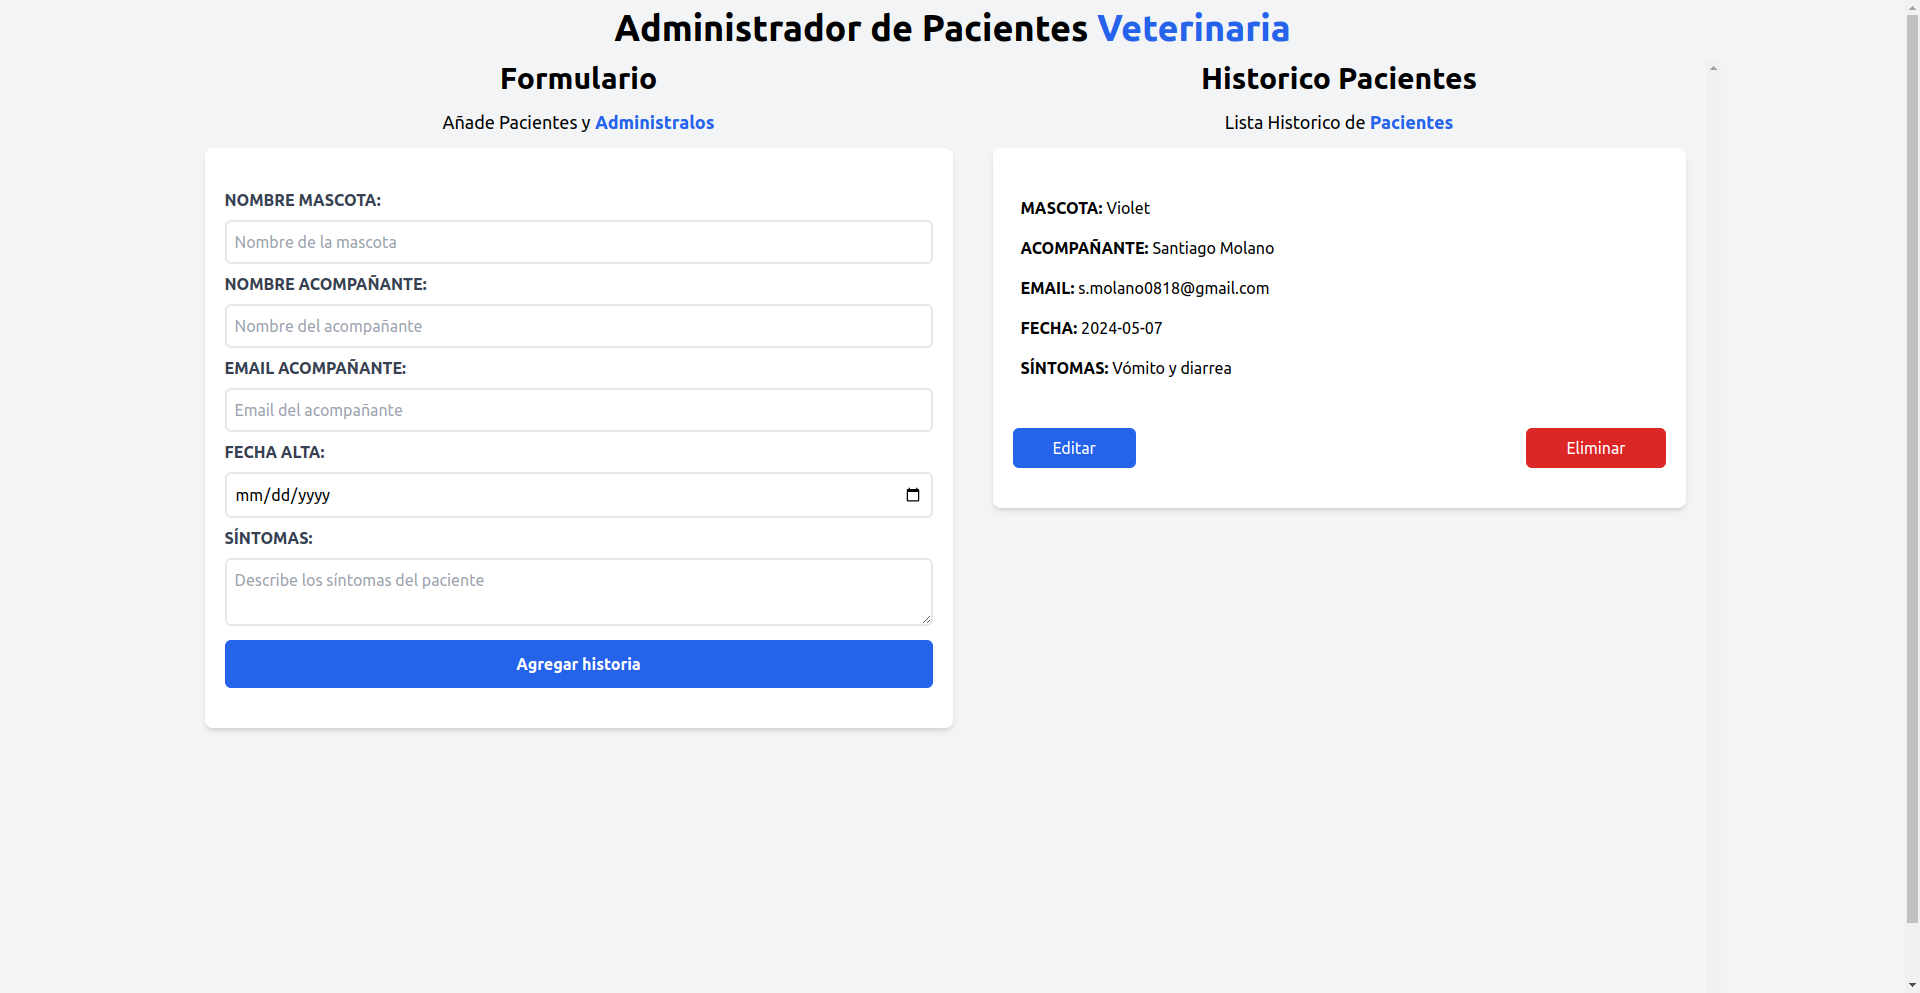 Administrador de Pacientes Veterinaria
Formulario
Añade Pacientes y Administralos
NOMBRE MASCOTA:
Nombre de la mascota
NOMBRE ACOMPAÑANTE:
Nombre del acompañante
EMAIL ACOMPAÑANTE:
Email del acompañante
FECHA ALTA:
mm/dd/yyyy
SÍNTOMAS:
Describe los síntomas del paciente
Agregar historia
Historico Pacientes
Lista Historico de Pacientes
MASCOTA: Violet
ACOMPAÑANTE: Santiago Molano
EMAIL: s.molano0818@gmail.com
FECHA: 2024-05-07
SÍNTOMAS: Vómito y diarrea
Editar
Eliminar